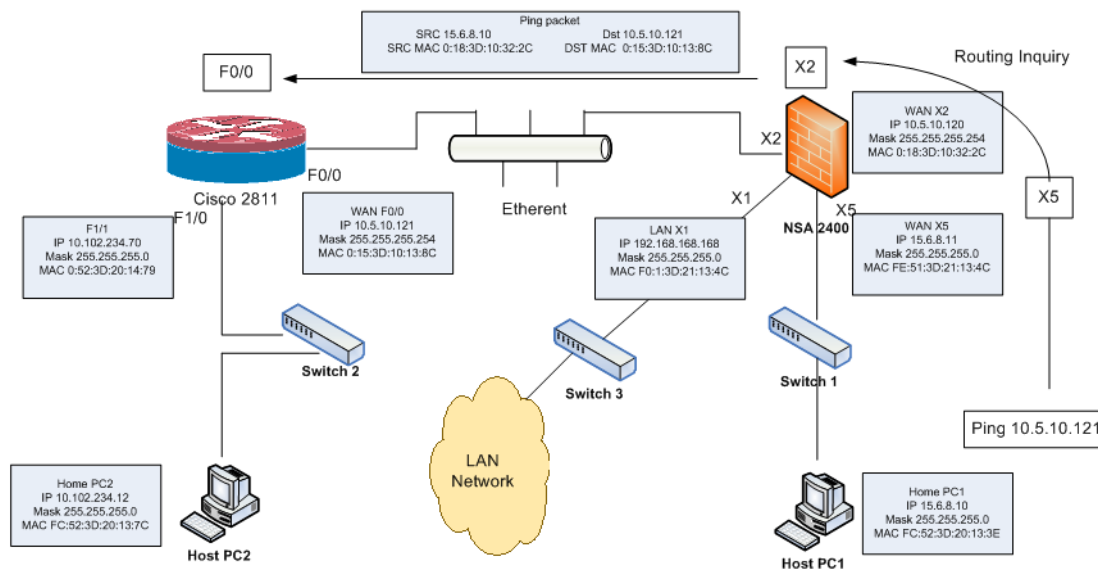 Ping packet
SRC 15.6.8.10 Dst 10.5.10.121
SRC MAC 0:18:3D:10:32:2C DST MAC 0:15:3D:10:13:8C
F0/0
X2
Routing Inquiry
WAN X2
IP 10.5.10.120
Mask 255.255.255.254
MAC 0:18:3D:10:32:2C
X2
F0/0
Cisco 2811
Etherent
X1
X5
NSA 2400
X5
F1/0
F1/1
IP 10.102.234.70
Mask 255.255.255.0
MAC 0:52:3D:20:14:79
WAN F0/0
IP 10.5.10.121
Mask 255.255.255.254
MAC 0:15:3D:10:13:8C
LAN X1
IP 192.168.168.168
Mask 255.255.255.0
MAC F0:1:3D:21:13:4C
WAN X5
IP 15.6.8.11
Mask 255.255.255.0
MAC FE:51:3D:21:13:4C
Switch 2
Switch 3
Switch 1
Ping 10.5.10.121
LAN
Network
Home PC2
IP 10.102.234.12
Mask 255.255.255.0
MAC FC:52:3D:20:13:7C
Host PC2
Home PC1
IP 15.6.8.10
Mask 255.255.255.0
MAC FC:52:3D:20:13:3E
Host PC1